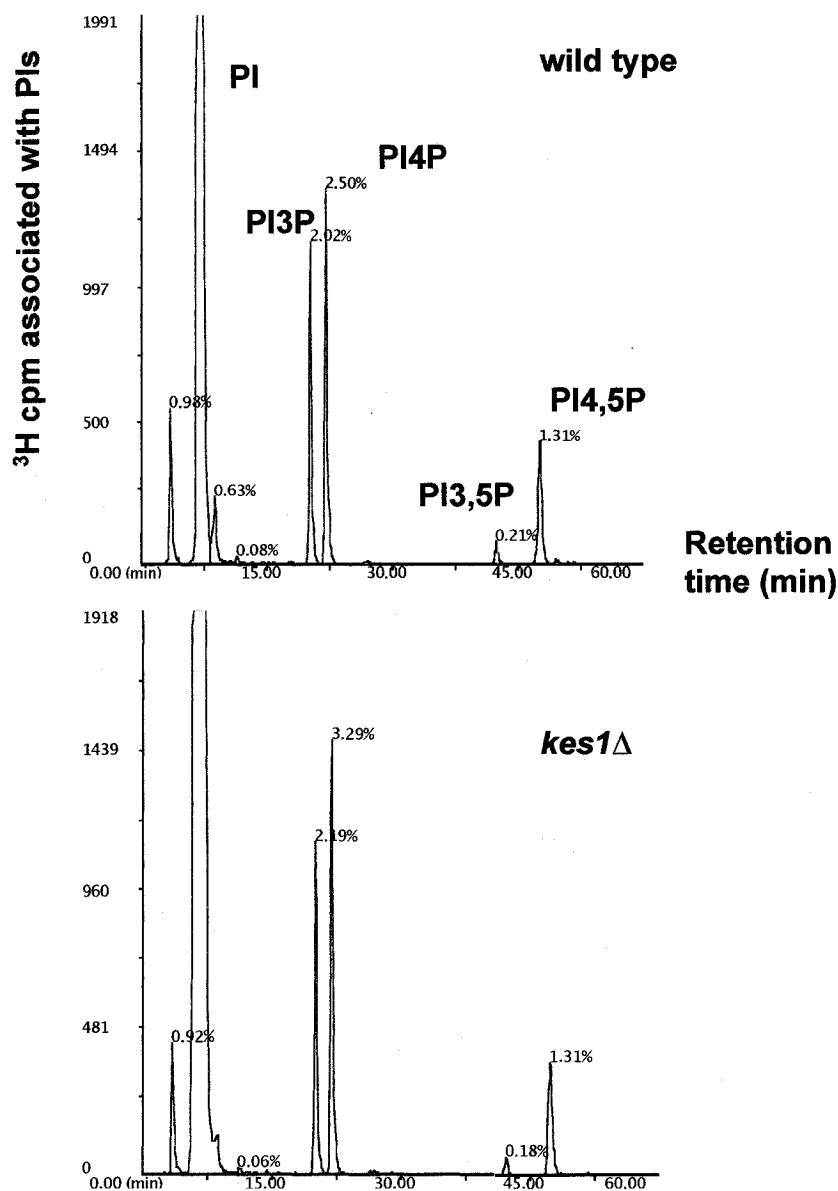 ³H cpm associated with PIs
1991
1494
997
500
0
wild type
PI
PI4P
2.50%
PI3P
2.02%
0.98%
0.63%
0.08%
PI4,5P
1.31%
PI3,5P
0.21%
0.00 (min)
15.00
30.00
45.00
60.00
Retention
time (min)
1918
1439
960
481
0
kes1Δ
3.29%
2.19%
0.92%
0.06%
1.31%
0.18%
0.00 (min)
15.00
30.00
45.00
60.00